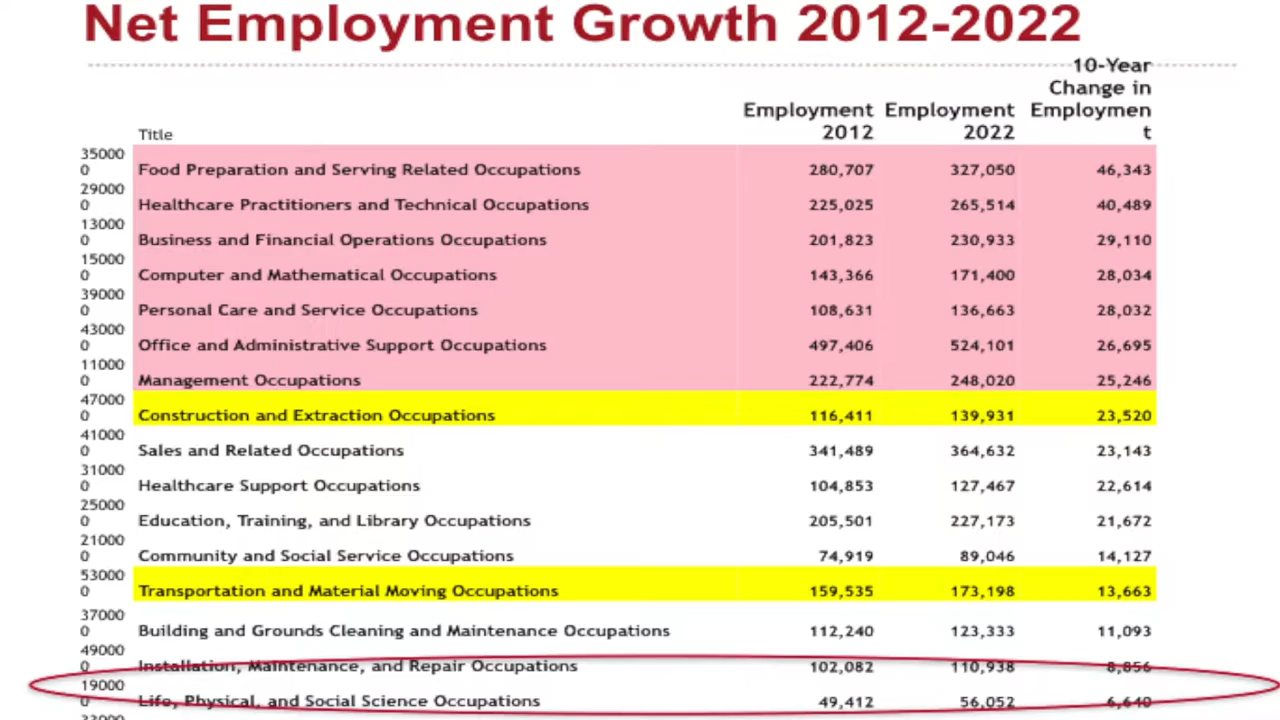 Net Employment Growth 2012-2022
Title Employment 2012 Employment 2022 10-Year Change in Employmen t
35000 0 Food Preparation and Serving Related Occupations 280,707 327,050 46,343
29000 0 Healthcare Practitioners and Technical Occupations 225,025 265,514 40,489
13000 0 Business and Financial Operations Occupations 201,823 230,933 29,110
15000 0 Computer and Mathematical Occupations 143,366 171,400 28,034
39000 0 Personal Care and Service Occupations 108,631 136,663 28,032
43000 0 Office and Administrative Support Occupations 497,406 524,101 26,695
11000 0 Management Occupations 222,774 248,020 25,246
47000 0 Construction and Extraction Occupations 116,411 139,931 23,520
41000 0 Sales and Related Occupations 341,489 364,632 23,143
31000 0 Healthcare Support Occupations 104,853 127,467 22,614
25000 0 Education, Training, and Library Occupations 205,501 227,173 21,672
21000 0 Community and Social Service Occupations 74,919 89,046 14,127
53000 0 Transportation and Material Moving Occupations 159,535 173,198 13,663
37000 0 Building and Grounds Cleaning and Maintenance Occupations 112,240 123,333 11,093
49000 0 Installation, Maintenance, and Repair Occupations 102,082 110,938 8,856
19000 0 Life, Physical, and Social Science Occupations 49,412 56,052 6,640